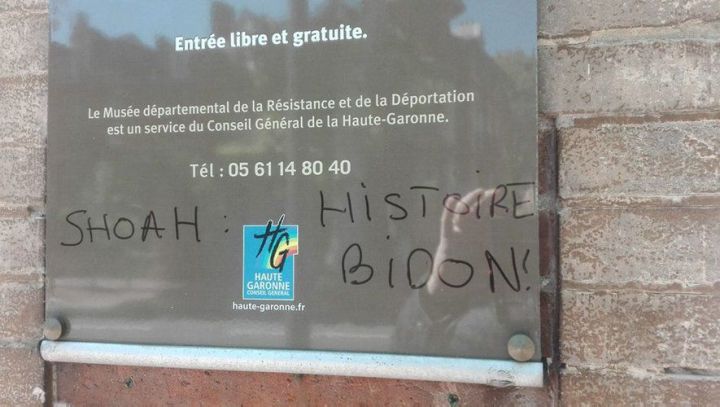 Entrée libre et gratuite.
Le Musée départemental de la Résistance et de la Déportation
est un service du Conseil Général de la Haute-Garonne.
Tél : 05 61 14 80 40
SHOAH : HISTOIRE
BIDON!
HG
HAUTE
GARONNE
CONSEIL GÉNÉRAL
haute-garonne.fr